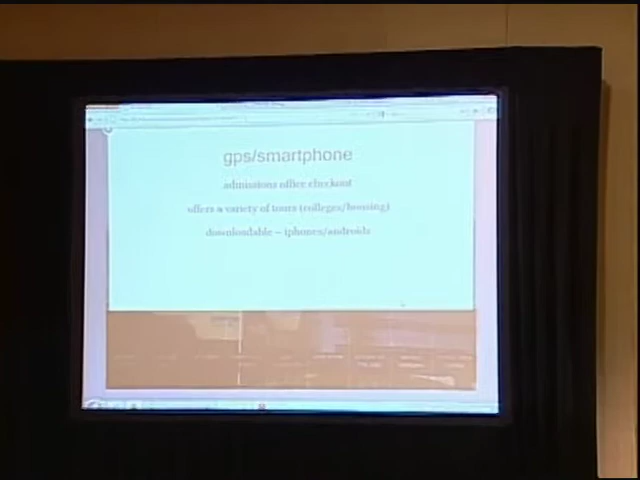 gps/smartphone
admissions office checkout
offers a variety of tours (colleges/housing)
downloadable – iphones/androids